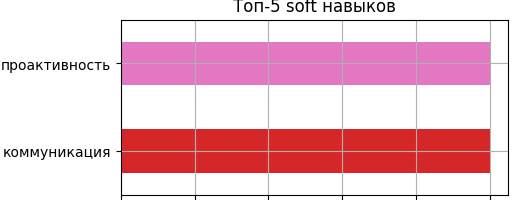 Топ-5 soft навыков
проактивность
коммуникация